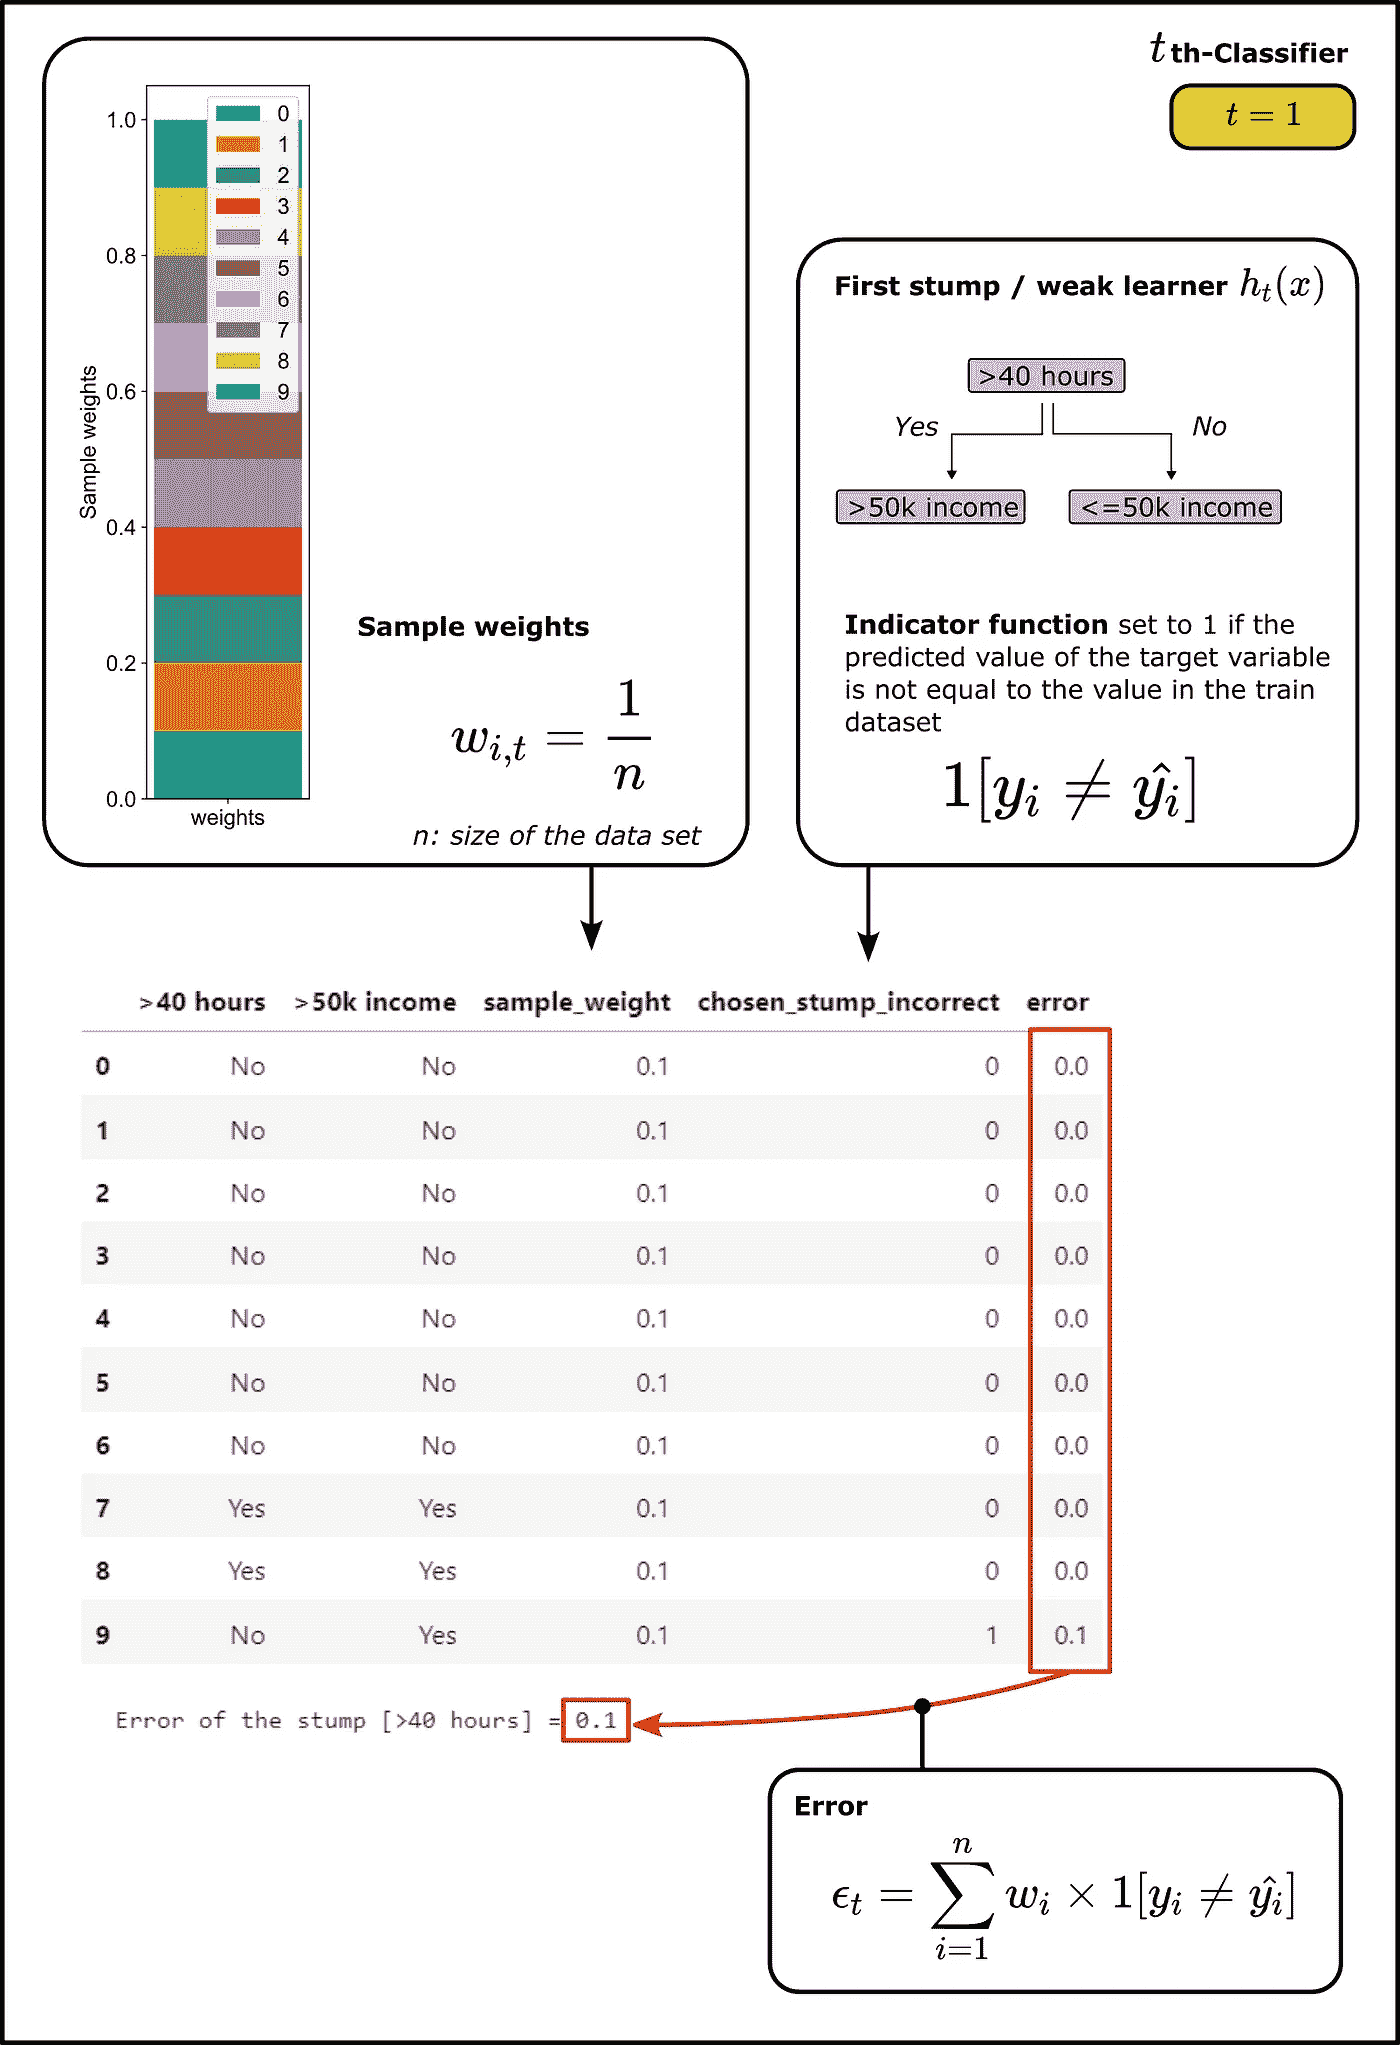 t th-Classifier
t = 1
1.0
0.8
0.6
0.4
0.2
0.0
Sample weights
weights
0
1
2
3
4
5
6
7
8
9
Sample weights
w_{i,t} = \frac{1}{n}
n: size of the data set
First stump / weak learner h_t(x)
>40 hours
Yes No
>50k income <=50k income
Indicator function set to 1 if the
predicted value of the target variable
is not equal to the value in the train
dataset
1[y_i ≠ \hat{y_i}]
>40 hours >50k income sample_weight chosen_stump_incorrect error
0 No No 0.1 0 0.0
1 No No 0.1 0 0.0
2 No No 0.1 0 0.0
3 No No 0.1 0 0.0
4 No No 0.1 0 0.0
5 No No 0.1 0 0.0
6 No No 0.1 0 0.0
7 Yes Yes 0.1 0 0.0
8 Yes Yes 0.1 0 0.0
9 No Yes 0.1 1 0.1
Error of the stump [>40 hours] = 0.1
Error
ϵ_t = \sum_{i=1}^{n} w_i × 1[y_i ≠ \hat{y_i}]